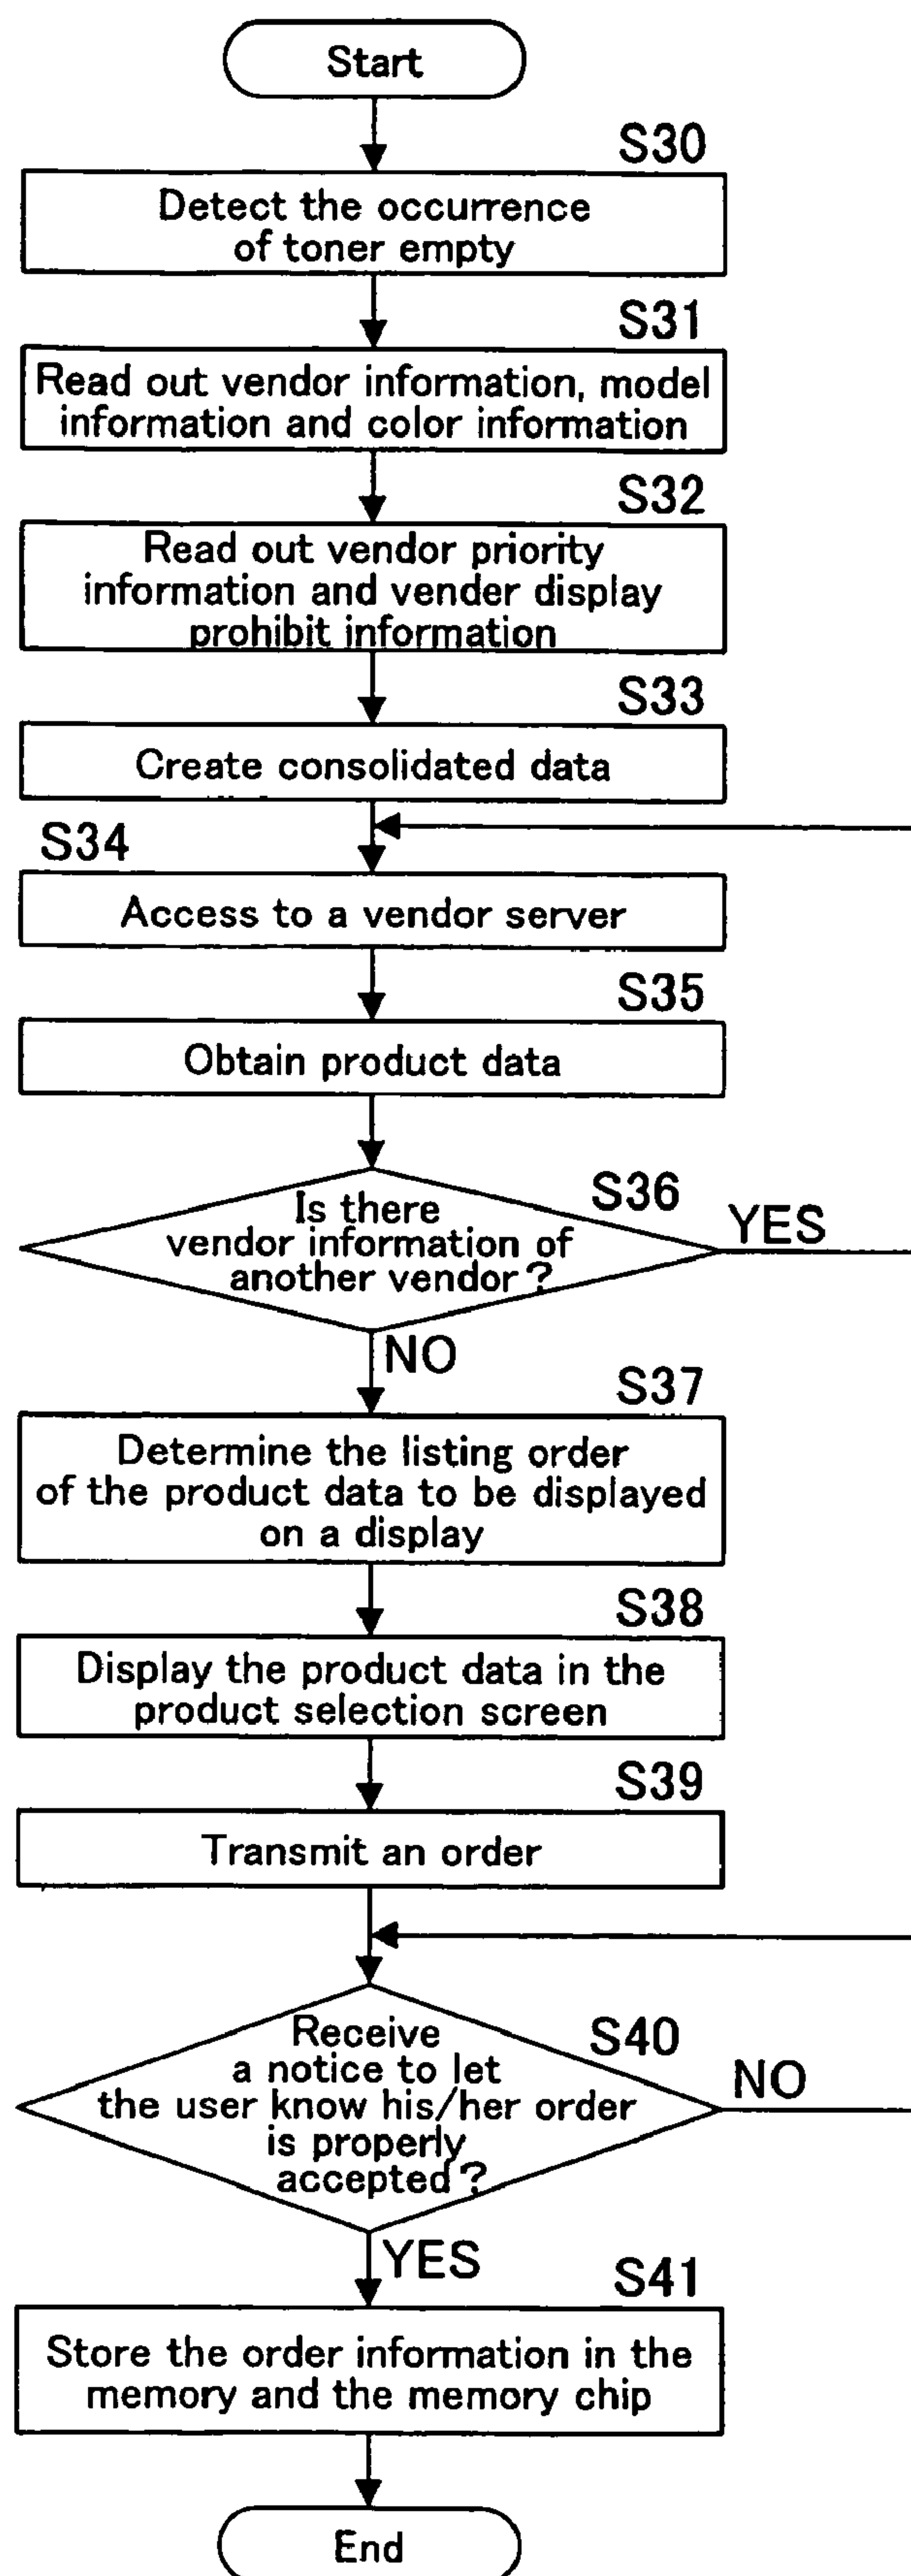 Start
S30
Detect the occurrence
of toner empty
S31
Read out vendor information, model
information and color information
S32
Read out vendor priority
information and vender display
prohibit information
S33
Create consolidated data
S34
Access to a vendor server
S35
Obtain product data
S36
Is there
vendor information of
another vendor?
YES
NO
S37
Determine the listing order
of the product data to be displayed
on a display
S38
Display the product data in the
product selection screen
S39
Transmit an order
S40
Receive
a notice to let
the user know his/her order
is properly
accepted?
NO
YES
S41
Store the order information in the
memory and the memory chip
End